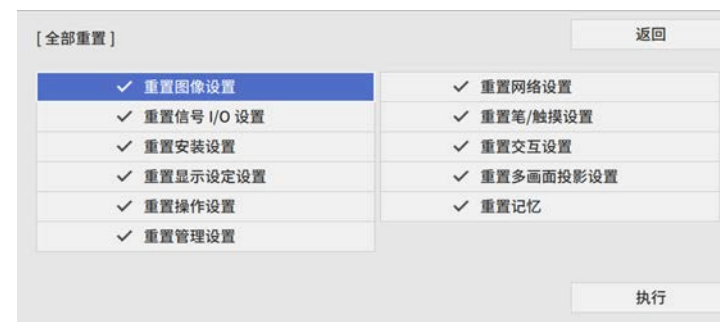 [全部重置]
返回
重置图像设置
重置信号 I/O 设置
重置安装设置
重置显示设定设置
重置操作设置
重置管理设置
重置网络设置
重置笔/触摸设置
重置交互设置
重置多画面投影设置
重置记忆
执行